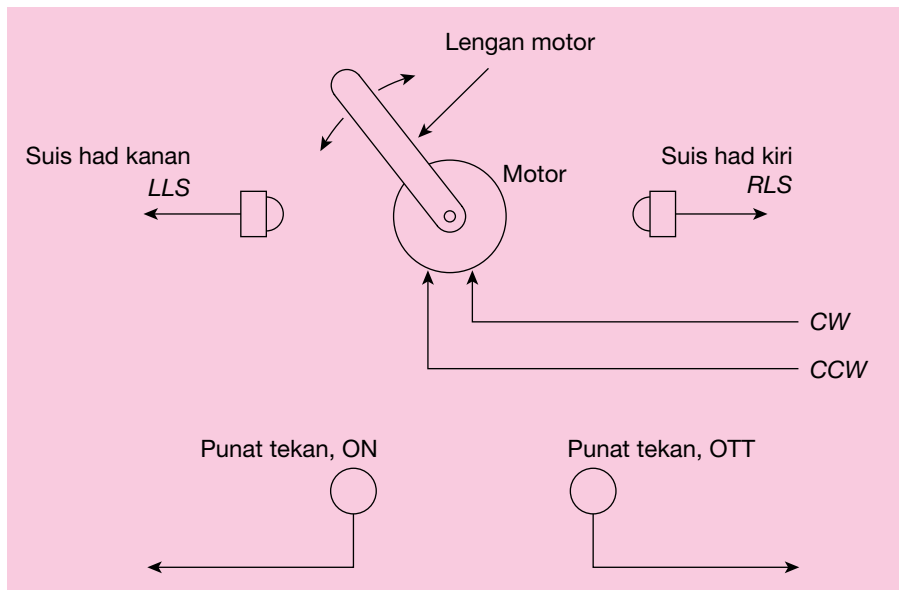 Lengan motor
Suis had kanan
LLS
Motor
Suis had kiri
RLS
CW
CCW
Punat tekan, ON
Punat tekan, OTT